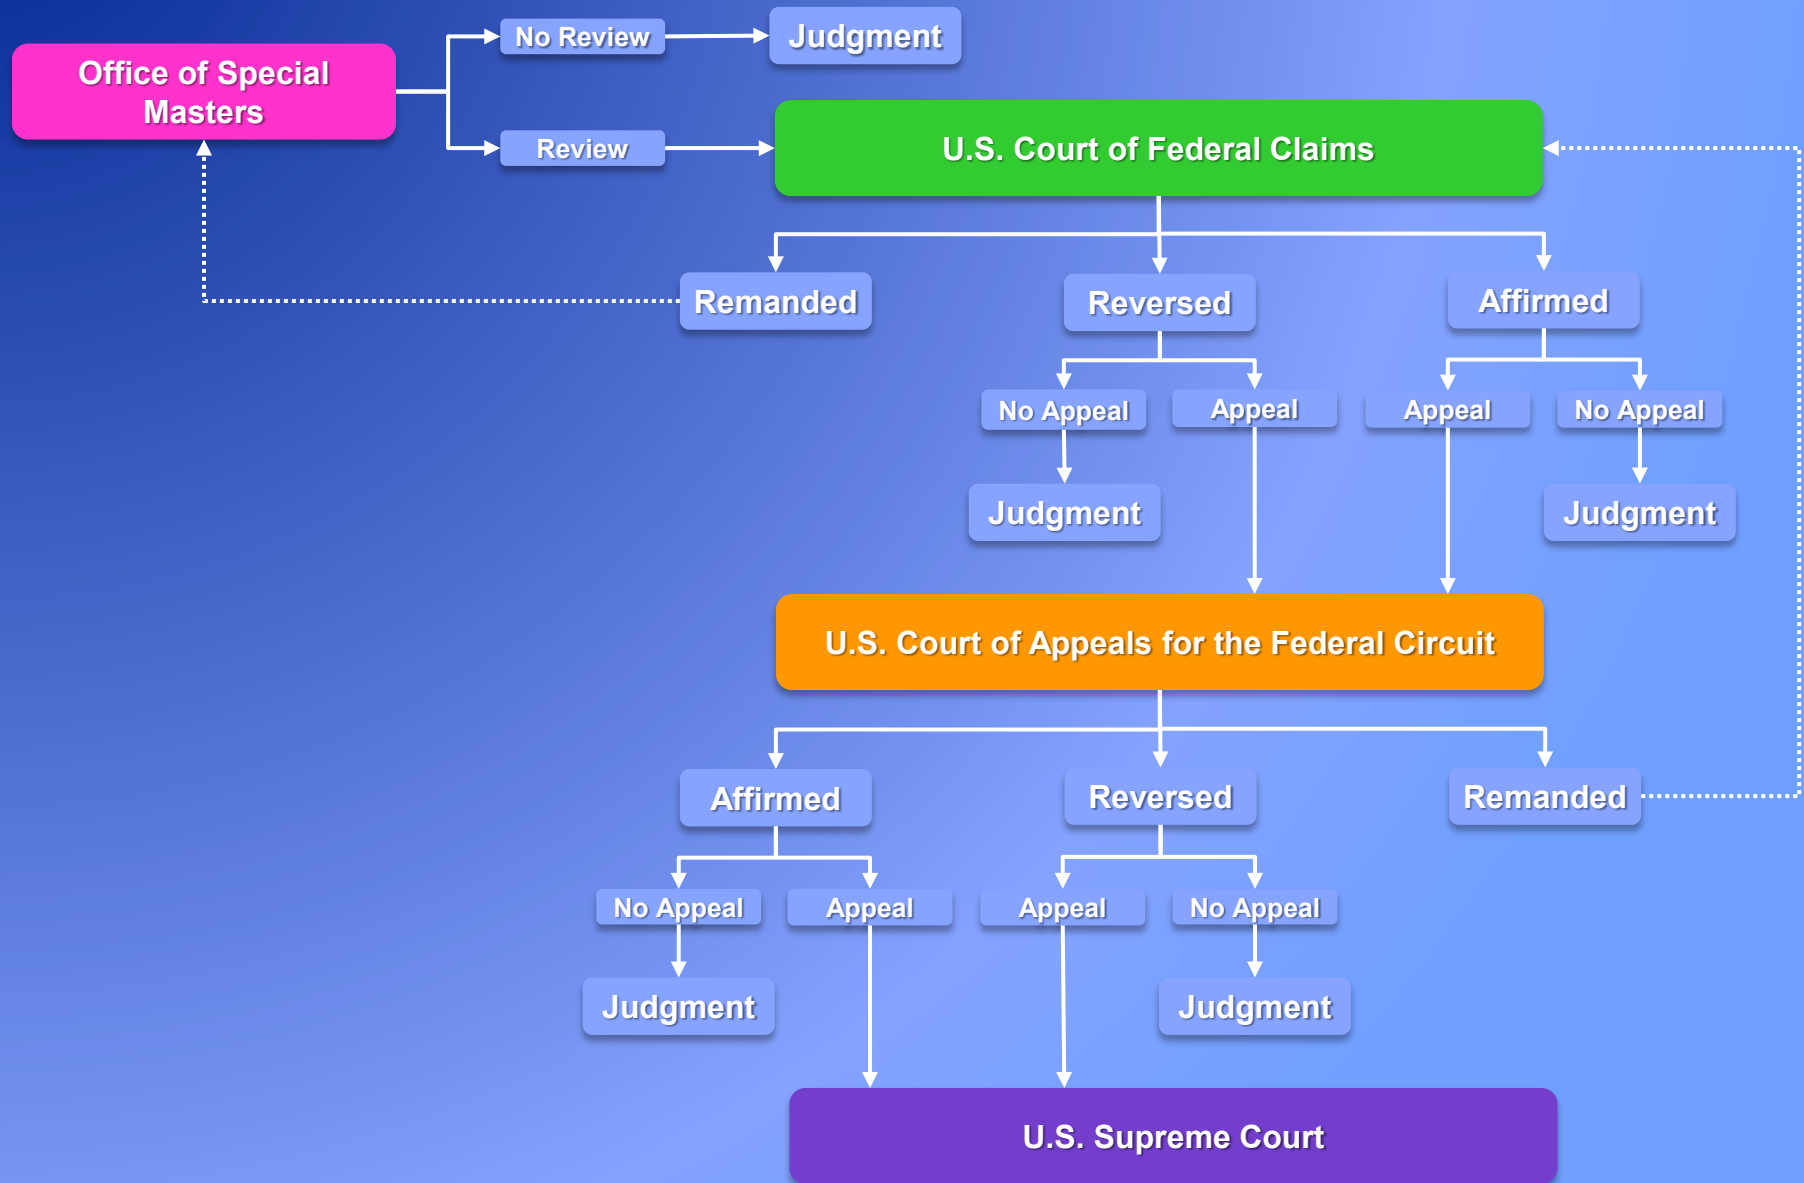 No Review
Judgment
Office of Special
Masters
Review
U.S. Court of Federal Claims
Remanded
Reversed
Affirmed
No Appeal
Appeal
Appeal
No Appeal
Judgment
Judgment
U.S. Court of Appeals for the Federal Circuit
Affirmed
Reversed
Remanded
No Appeal
Appeal
Appeal
No Appeal
Judgment
Judgment
U.S. Supreme Court